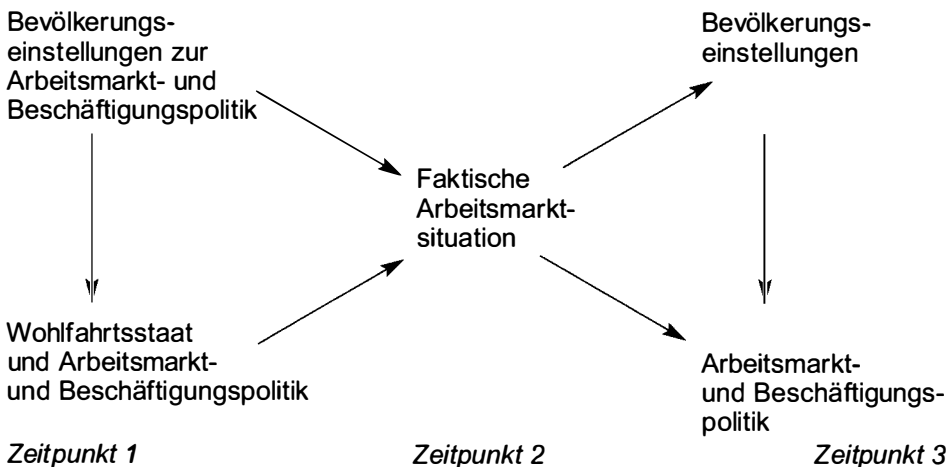 Bevölkerungs-
einstellungen zur
Arbeitsmarkt- und
Beschäftigungspolitik
Bevölkerungs-
einstellungen
Faktische
Arbeitsmarkt-
situation
Wohlfahrtsstaat
und Arbeitsmarkt-
und Beschäftigungspolitik
Arbeitsmarkt-
und Beschäftigungs-
politik
Zeitpunkt 1
Zeitpunkt 2
Zeitpunkt 3